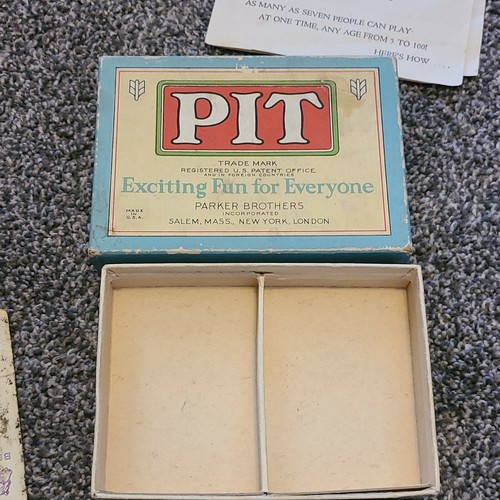 AS MANY AS SEVEN PEOPLE CAN PLAY
AT ONE TIME, ANY AGE FROM 5 TO 100!
HERE'S HOW
PIT
TRADE MARK
REGISTERED U.S. PATENT OFFICE
AND IN FOREIGN COUNTRIES
Exciting Fun for Everyone
PARKER BROTHERS
INCORPORATED
SALEM, MASS., NEW YORK, LONDON
MADE
IN
U.S.A.